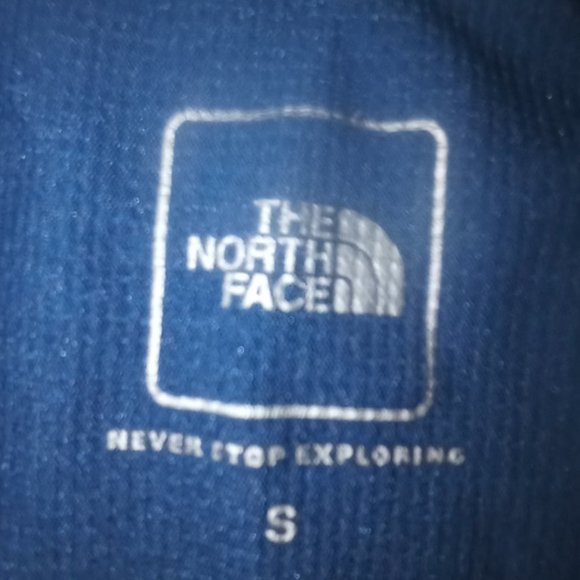 THE
NORTH
FACE
NEVER STOP EXPLORING
S